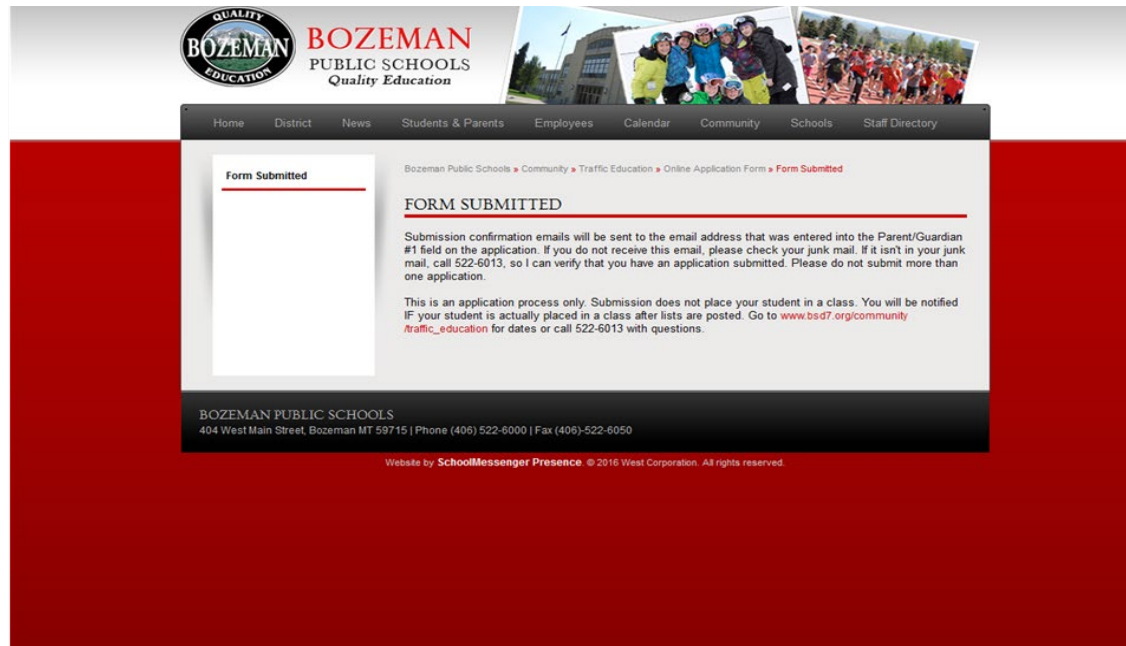 QUALITY
BOZEMAN
EDUCATION
BOZEMAN
PUBLIC SCHOOLS
Quality Education
Home District News Students & Parents Employees Calendar Community Schools Staff Directory
Form Submitted
Bozeman Public Schools » Community » Traffic Education » Online Application Form » Form Submitted
FORM SUBMITTED
Submission confirmation emails will be sent to the email address that was entered into the Parent/Guardian
#1 field on the application. If you do not receive this email, please check your junk mail. If it isn't in your junk
mail, call 522-6013, so I can verify that you have an application submitted. Please do not submit more than
one application.
This is an application process only. Submission does not place your student in a class. You will be notified
IF your student is actually placed in a class after lists are posted. Go to www.bsd7.org/community
/traffic_education for dates or call 522-6013 with questions.
BOZEMAN PUBLIC SCHOOLS
404 West Main Street, Bozeman MT 59715 | Phone (406) 522-6000 | Fax (406)-522-6050
Website by SchoolMessenger Presence. © 2016 West Corporation. All rights reserved.